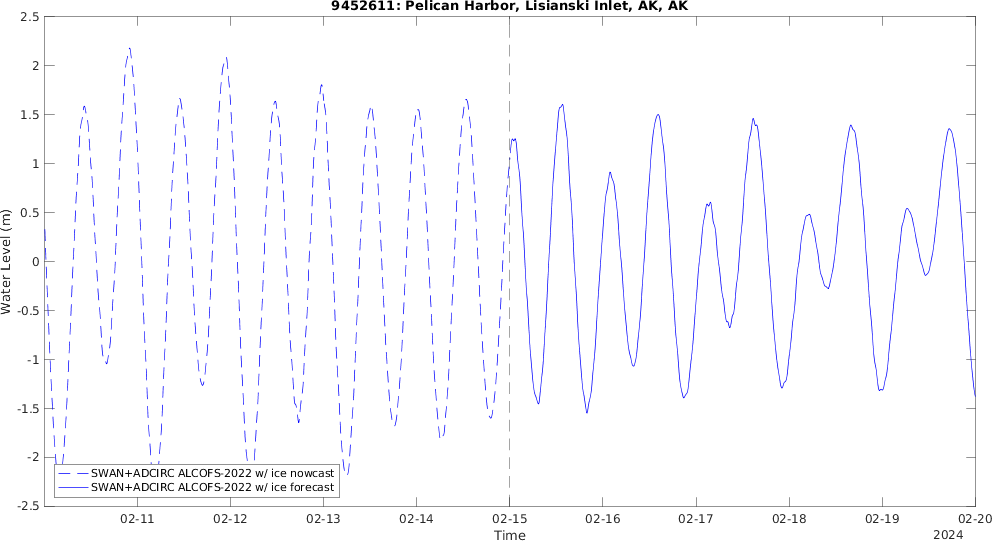 9452611: Pelican Harbor, Lisianski Inlet, AK, AK
2.5
2
1.5
1
0.5
0
-0.5
-1
-1.5
-2
-2.5
Water Level (m)
SWAN+ADCIRC ALCOFS-2022 w/ ice nowcast
SWAN+ADCIRC ALCOFS-2022 w/ ice forecast
02-11 02-12 02-13 02-14 02-15 02-16 02-17 02-18 02-19 02-20
Time
2024